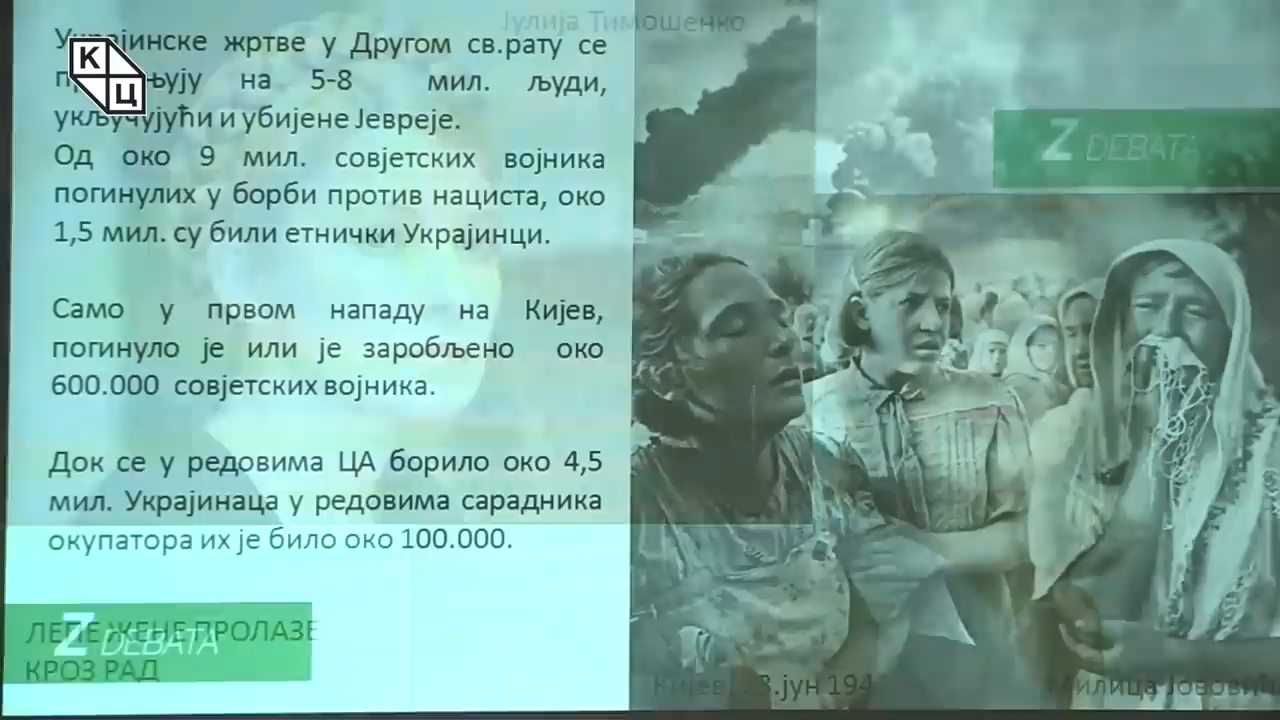 Јулија Тимошенко
Украјинске жртве у Другом св.рату се
на 5-8 мил. људи,
укључујући и убијене Јевреје.
Од око 9 мил. совјетских војника
погинулих у борби против нациста, око
1,5 мил. су били етнички Украјинци.
Само у првом нападу на Кијев,
погинуло је или је заробљено око
600.000 совјетских војника.
Док се у редовима ЦА борило око 4,5
мил. Украјинаца у редовима сарадника
окупатора их је било око 100.000.
К
Ц
Z DEBATA
ЛЕПЕ ЖЕНЕ ПРОЛАЗЕ
КРОЗ РАД
Z DEBATA
Кијев, 23.јун 194
Милица Јововић